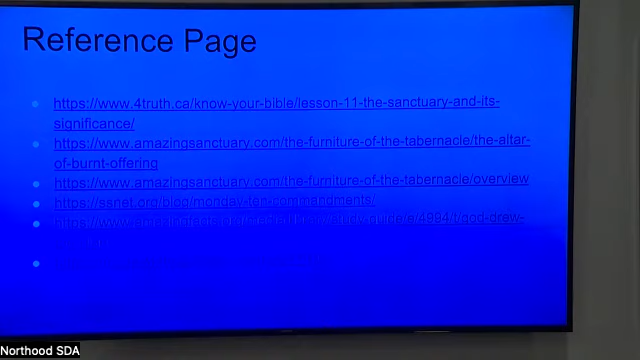 Reference Page
https://www.4truth.ca/know-your-bible/lesson-11-the-sanctuary-and-its-
significance/
https://www.amazingsanctuary.com/the-furniture-of-the-tabernacle/the-altar-
of-burnt-offering
https://www.amazingsanctuary.com/the-furniture-of-the-tabernacle/overview
https://ssnet.org/blog/monday-ten-commandments/
Northood SDA